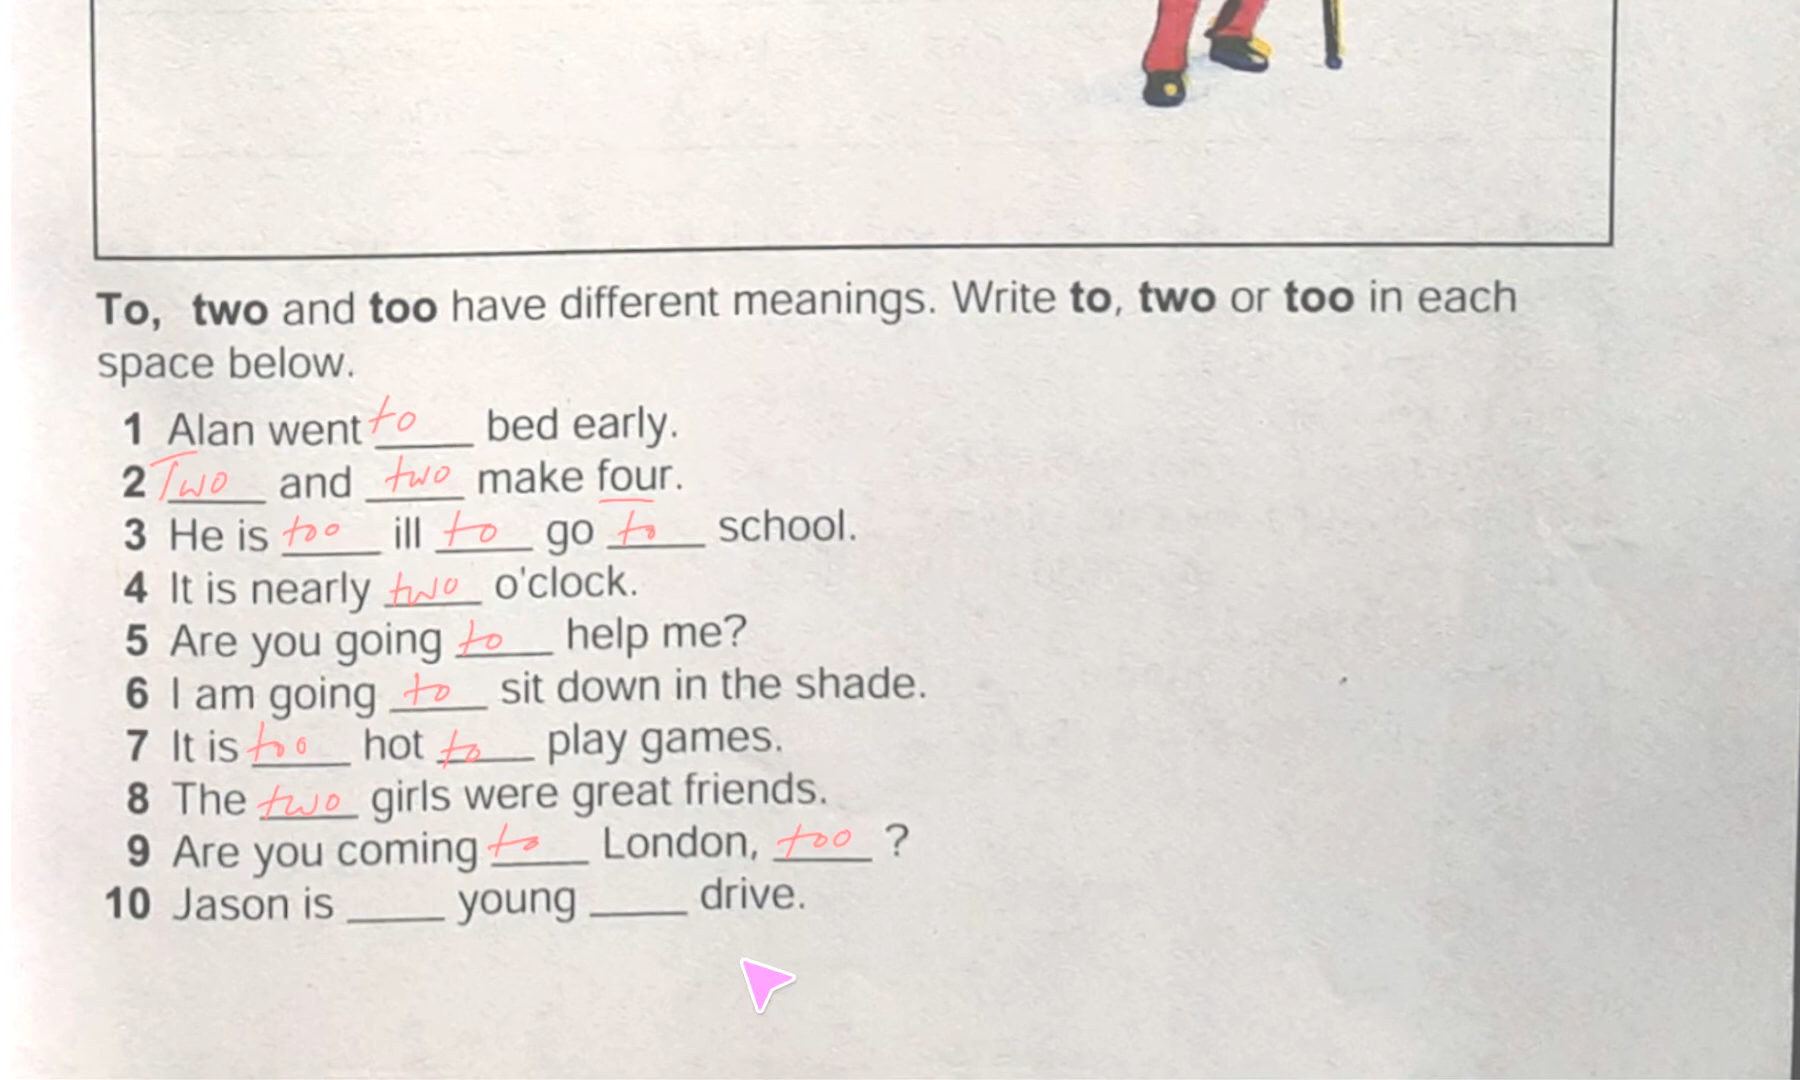 To, two and too have different meanings. Write to, two or too in each
space below.
1 Alan went to bed early.
2 Two and two make four.
3 He is too ill to go to school.
4 It is nearly two o'clock.
5 Are you going to help me?
6 I am going to sit down in the shade.
7 It is too hot to play games.
8 The two girls were great friends.
9 Are you coming to London, too ?
10 Jason is ____ young ____ drive.